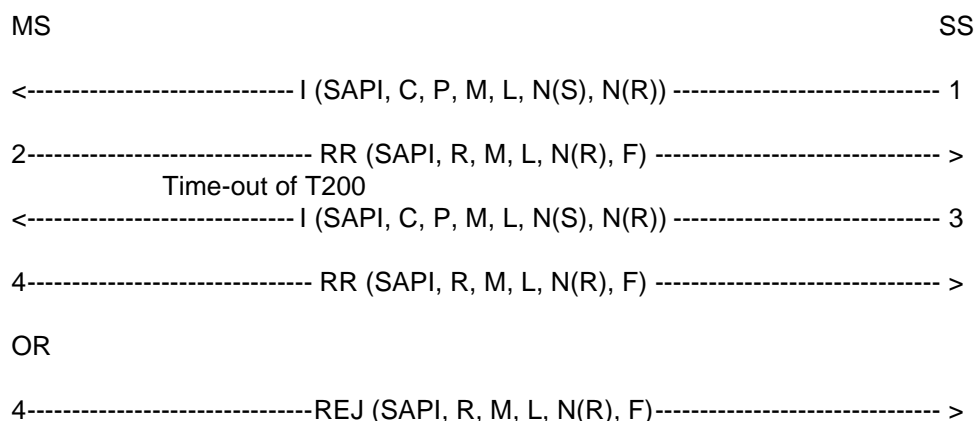 MS SS
<------------------------------ I (SAPI, C, P, M, L, N(S), N(R)) ------------------------------ 1
2-------------------------------- RR (SAPI, R, M, L, N(R), F) -------------------------------- >
Time-out of T200
<------------------------------ I (SAPI, C, P, M, L, N(S), N(R)) ------------------------------ 3
4-------------------------------- RR (SAPI, R, M, L, N(R), F) -------------------------------- >
OR
4--------------------------------REJ (SAPI, R, M, L, N(R), F)-------------------------------- >